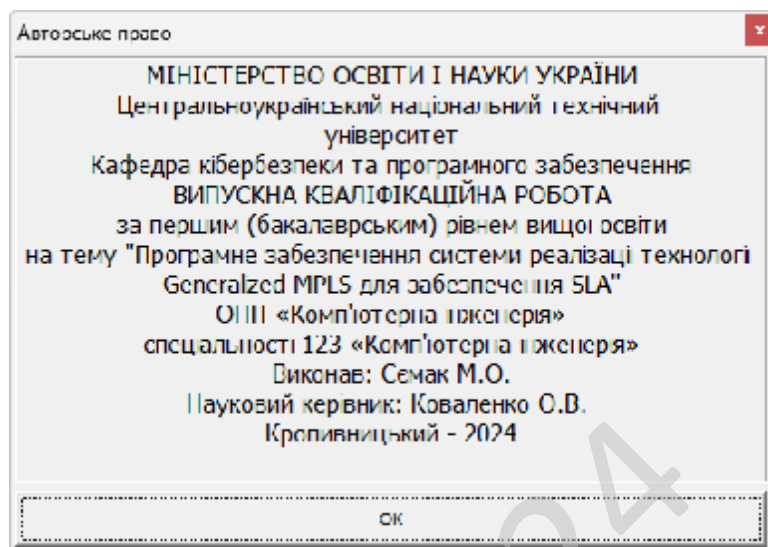 Авторське право
МІНІСТЕРСТВО ОСВІТИ І НАУКИ УКРАЇНИ
Центральноукраїнський національний технічний
університет
Кафедра кібербезпеки та програмного забезпечення
ВИПУСКНА КВАЛІФІКАЦІЙНА РОБОТА
за першим (бакалаврським) рівнем вищої освіти
на тему "Програмне забезпечення системи реалізаці технологі
Generalzed MPLS для забезпечення SLA"
ОПП «Комп'ютерна інженерія»
спеціальності 123 «Комп'ютерна інженерія»
Виконав: Семак М.О.
Науковий керівник: Коваленко О.В.
Кропивницький - 2024
ОК
24